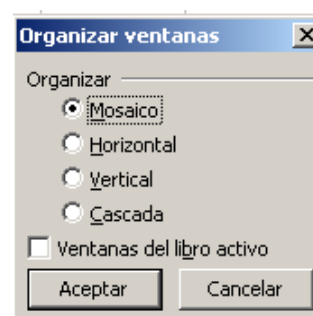 Organizar ventanas
Organizar
Mosaico
Horizontal
Vertical
Cascada
Ventanas del libro activo
Aceptar Cancelar